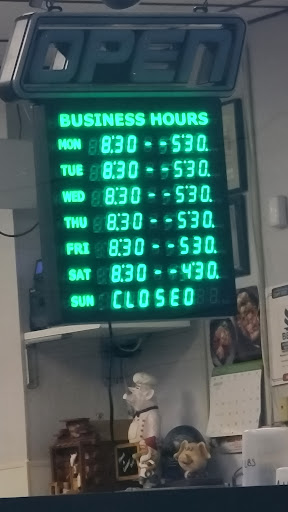 OPEN
BUSINESS HOURS
MON 8:30 -- 5:30
TUE 8:30 -- 5:30
WED 8:30 -- 5:30
THU 8:30 -- 5:30
FRI 8:30 -- 5:30
SAT 8:30 -- 4:30
SUN CLOSED